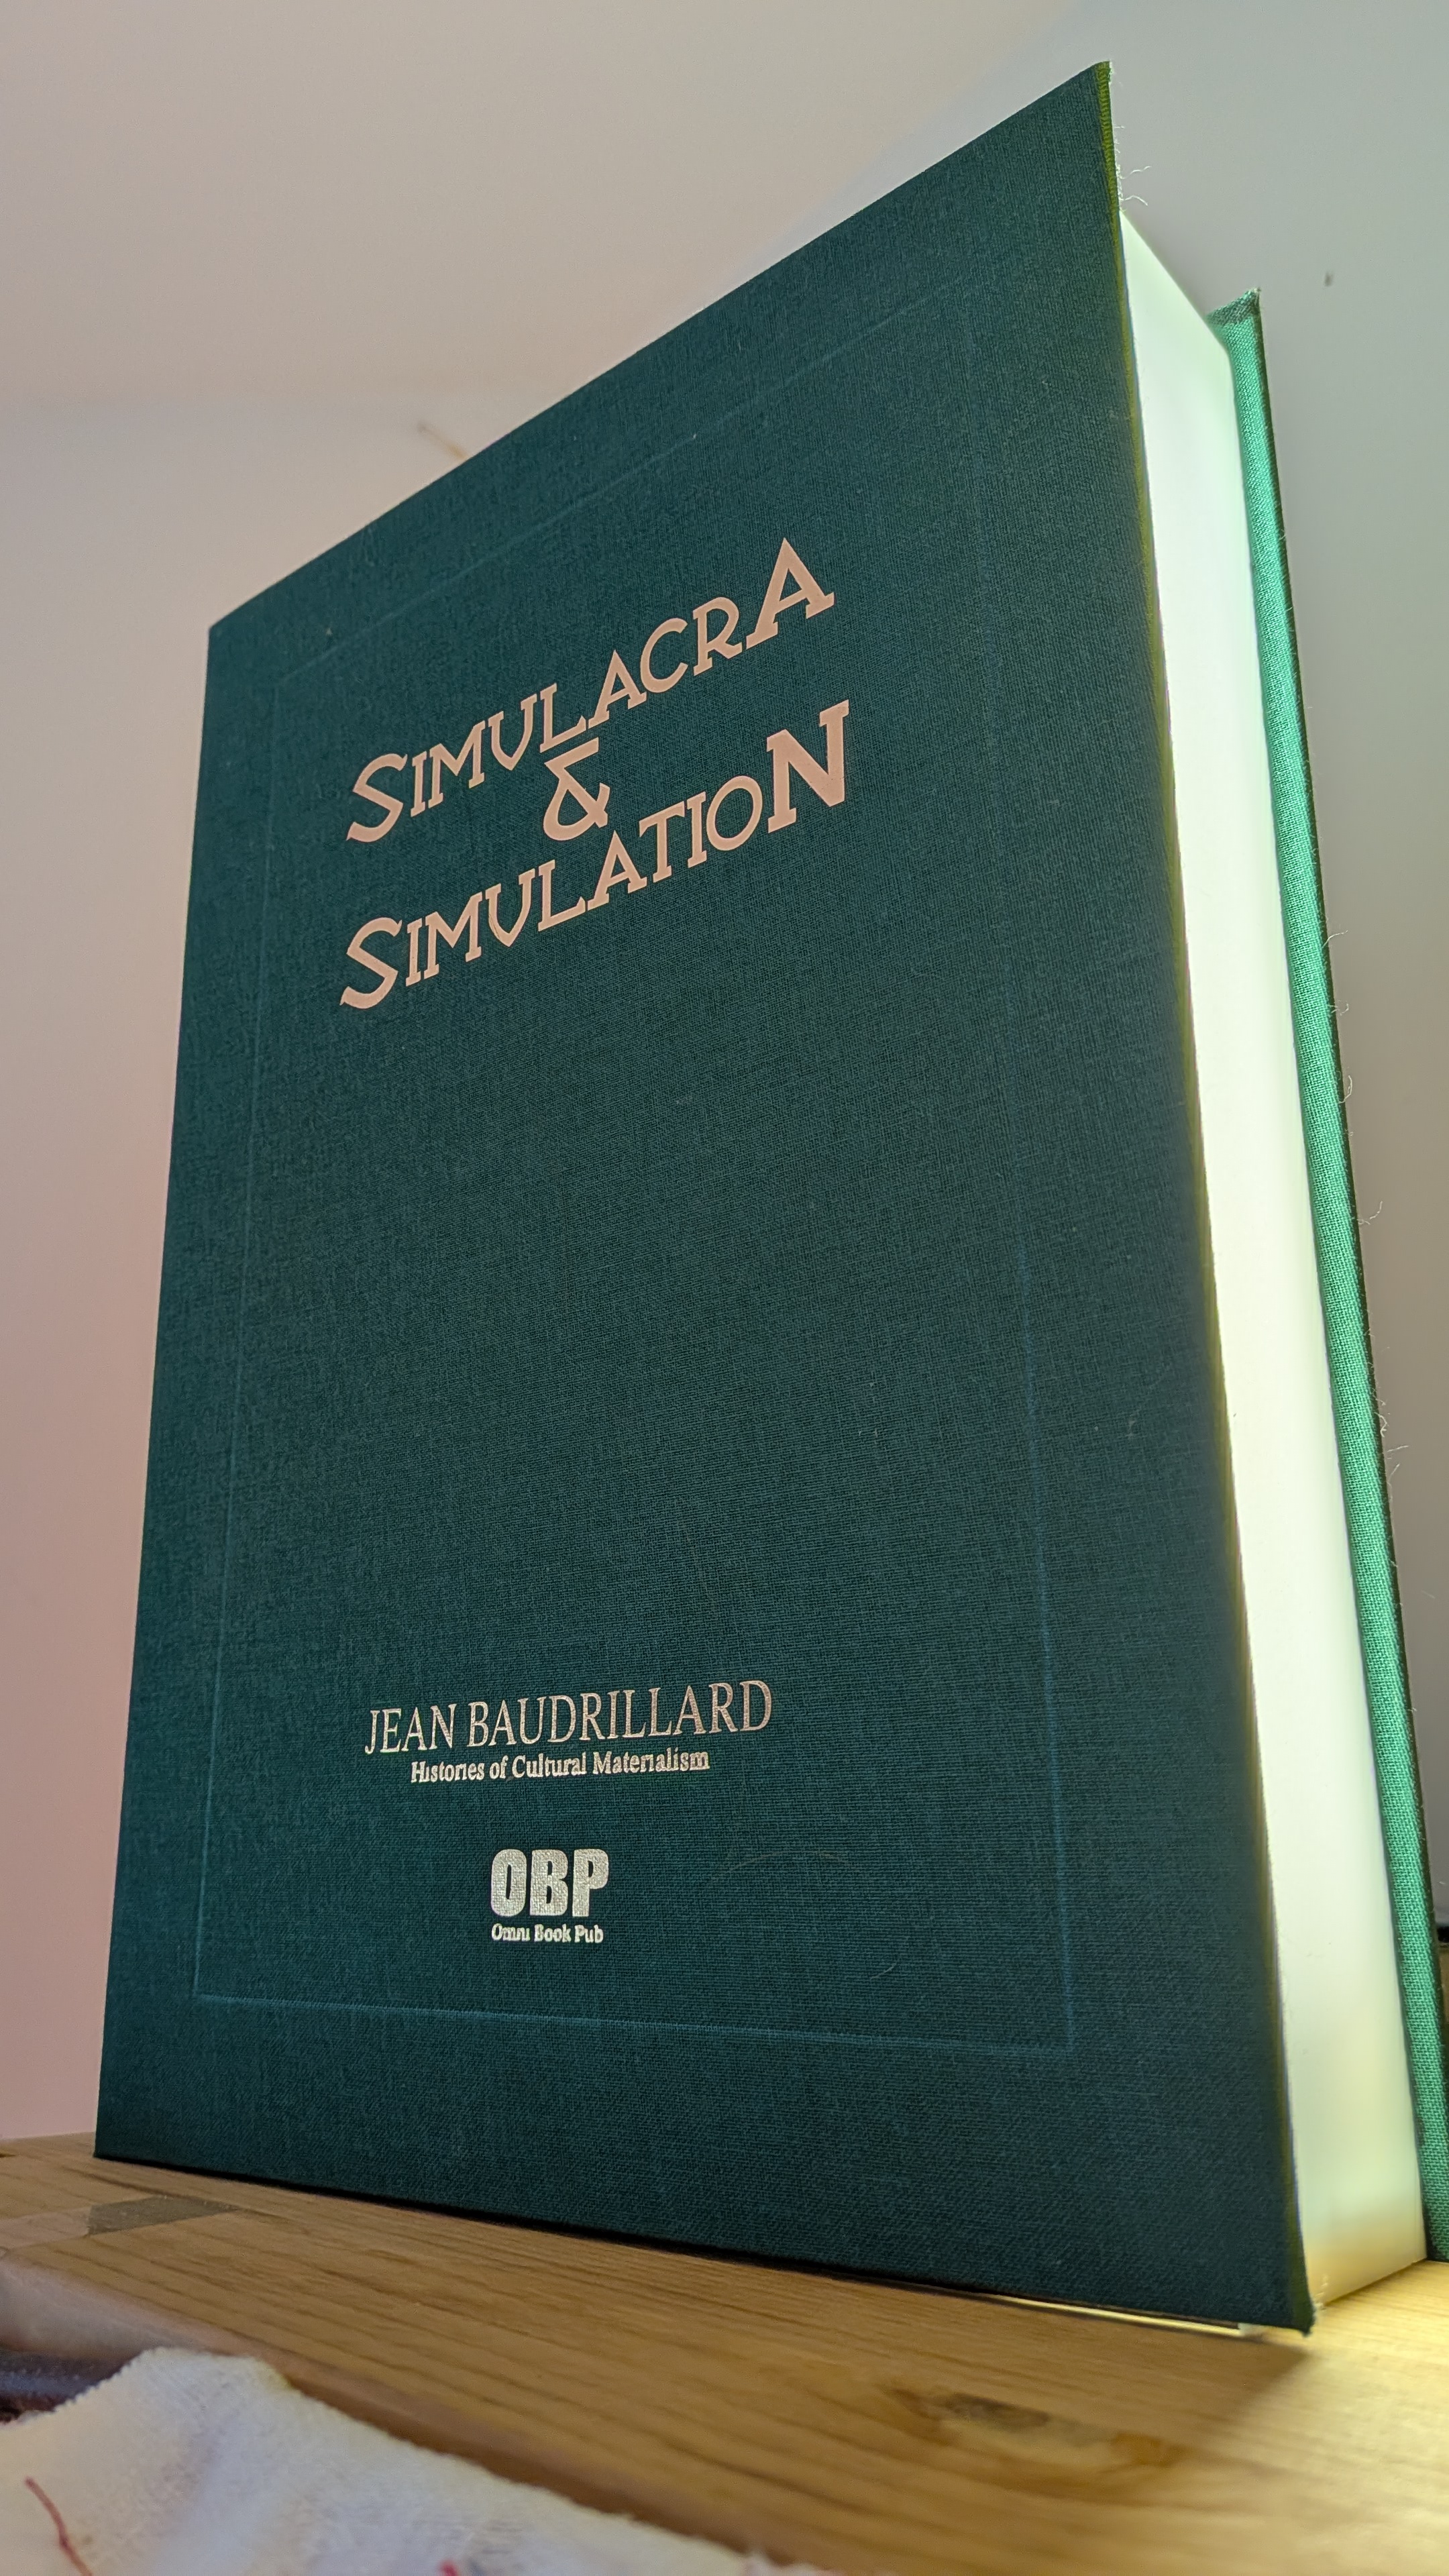 SIMULACRA
&
SIMULATION
JEAN BAUDRILLARD
Histories of Cultural Materialism
OBP
Omni Book Pub